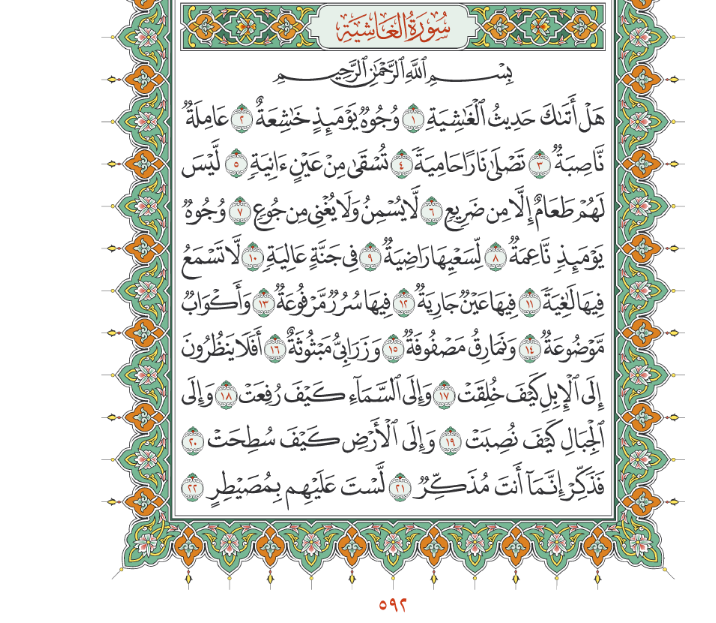 سُورَةُ الغَاشِيَةِ
بِسْمِ ٱللَّهِ ٱلرَّحْمَٰنِ ٱلرَّحِيمِ
هَلْ أَتَىٰكَ حَدِيثُ ٱلْغَٰشِيَةِ ١ وُجُوهٌ يَوْمَئِذٍ خَٰشِعَةٌ ٢ عَامِلَةٌ
نَّاصِبَةٌ ٣ تَصْلَىٰ نَارًا حَامِيَةً ٤ تُسْقَىٰ مِنْ عَيْنٍ ءَانِيَةٍ ٥ لَّيْسَ
لَهُمْ طَعَامٌ إِلَّا مِن ضَرِيعٍ ٦ لَّا يُسْمِنُ وَلَا يُغْنِى مِن جُوعٍ ٧ وُجُوهٌ
يَوْمَئِذٍ نَّاعِمَةٌ ٨ لِّسَعْيِهَا رَاضِيَةٌ ٩ فِى جَنَّةٍ عَالِيَةٍ ١٠ لَّا تَسْمَعُ
فِيهَا لَٰغِيَةً ١١ فِيهَا عَيْنٌ جَارِيَةٌ ١٢ فِيهَا سُرُرٌ مَّرْفُوعَةٌ ١٣ وَأَكْوَابٌ
مَّوْضُوعَةٌ ١٤ وَنَمَارِقُ مَصْفُوفَةٌ ١٥ وَزَرَابِىُّ مَبْثُوثَةٌ ١٦ أَفَلَا يَنظُرُونَ
إِلَى ٱلْإِبِلِ كَيْفَ خُلِقَتْ ١٧ وَإِلَى ٱلسَّمَآءِ كَيْفَ رُفِعَتْ ١٨ وَإِلَى
ٱلْجِبَالِ كَيْفَ نُصِبَتْ ١٩ وَإِلَى ٱلْأَرْضِ كَيْفَ سُطِحَتْ ٢٠
فَذَكِّرْ إِنَّمَآ أَنتَ مُذَكِّرٌ ٢١ لَّسْتَ عَلَيْهِم بِمُصَيْطِرٍ ٢٢
٥٩٢